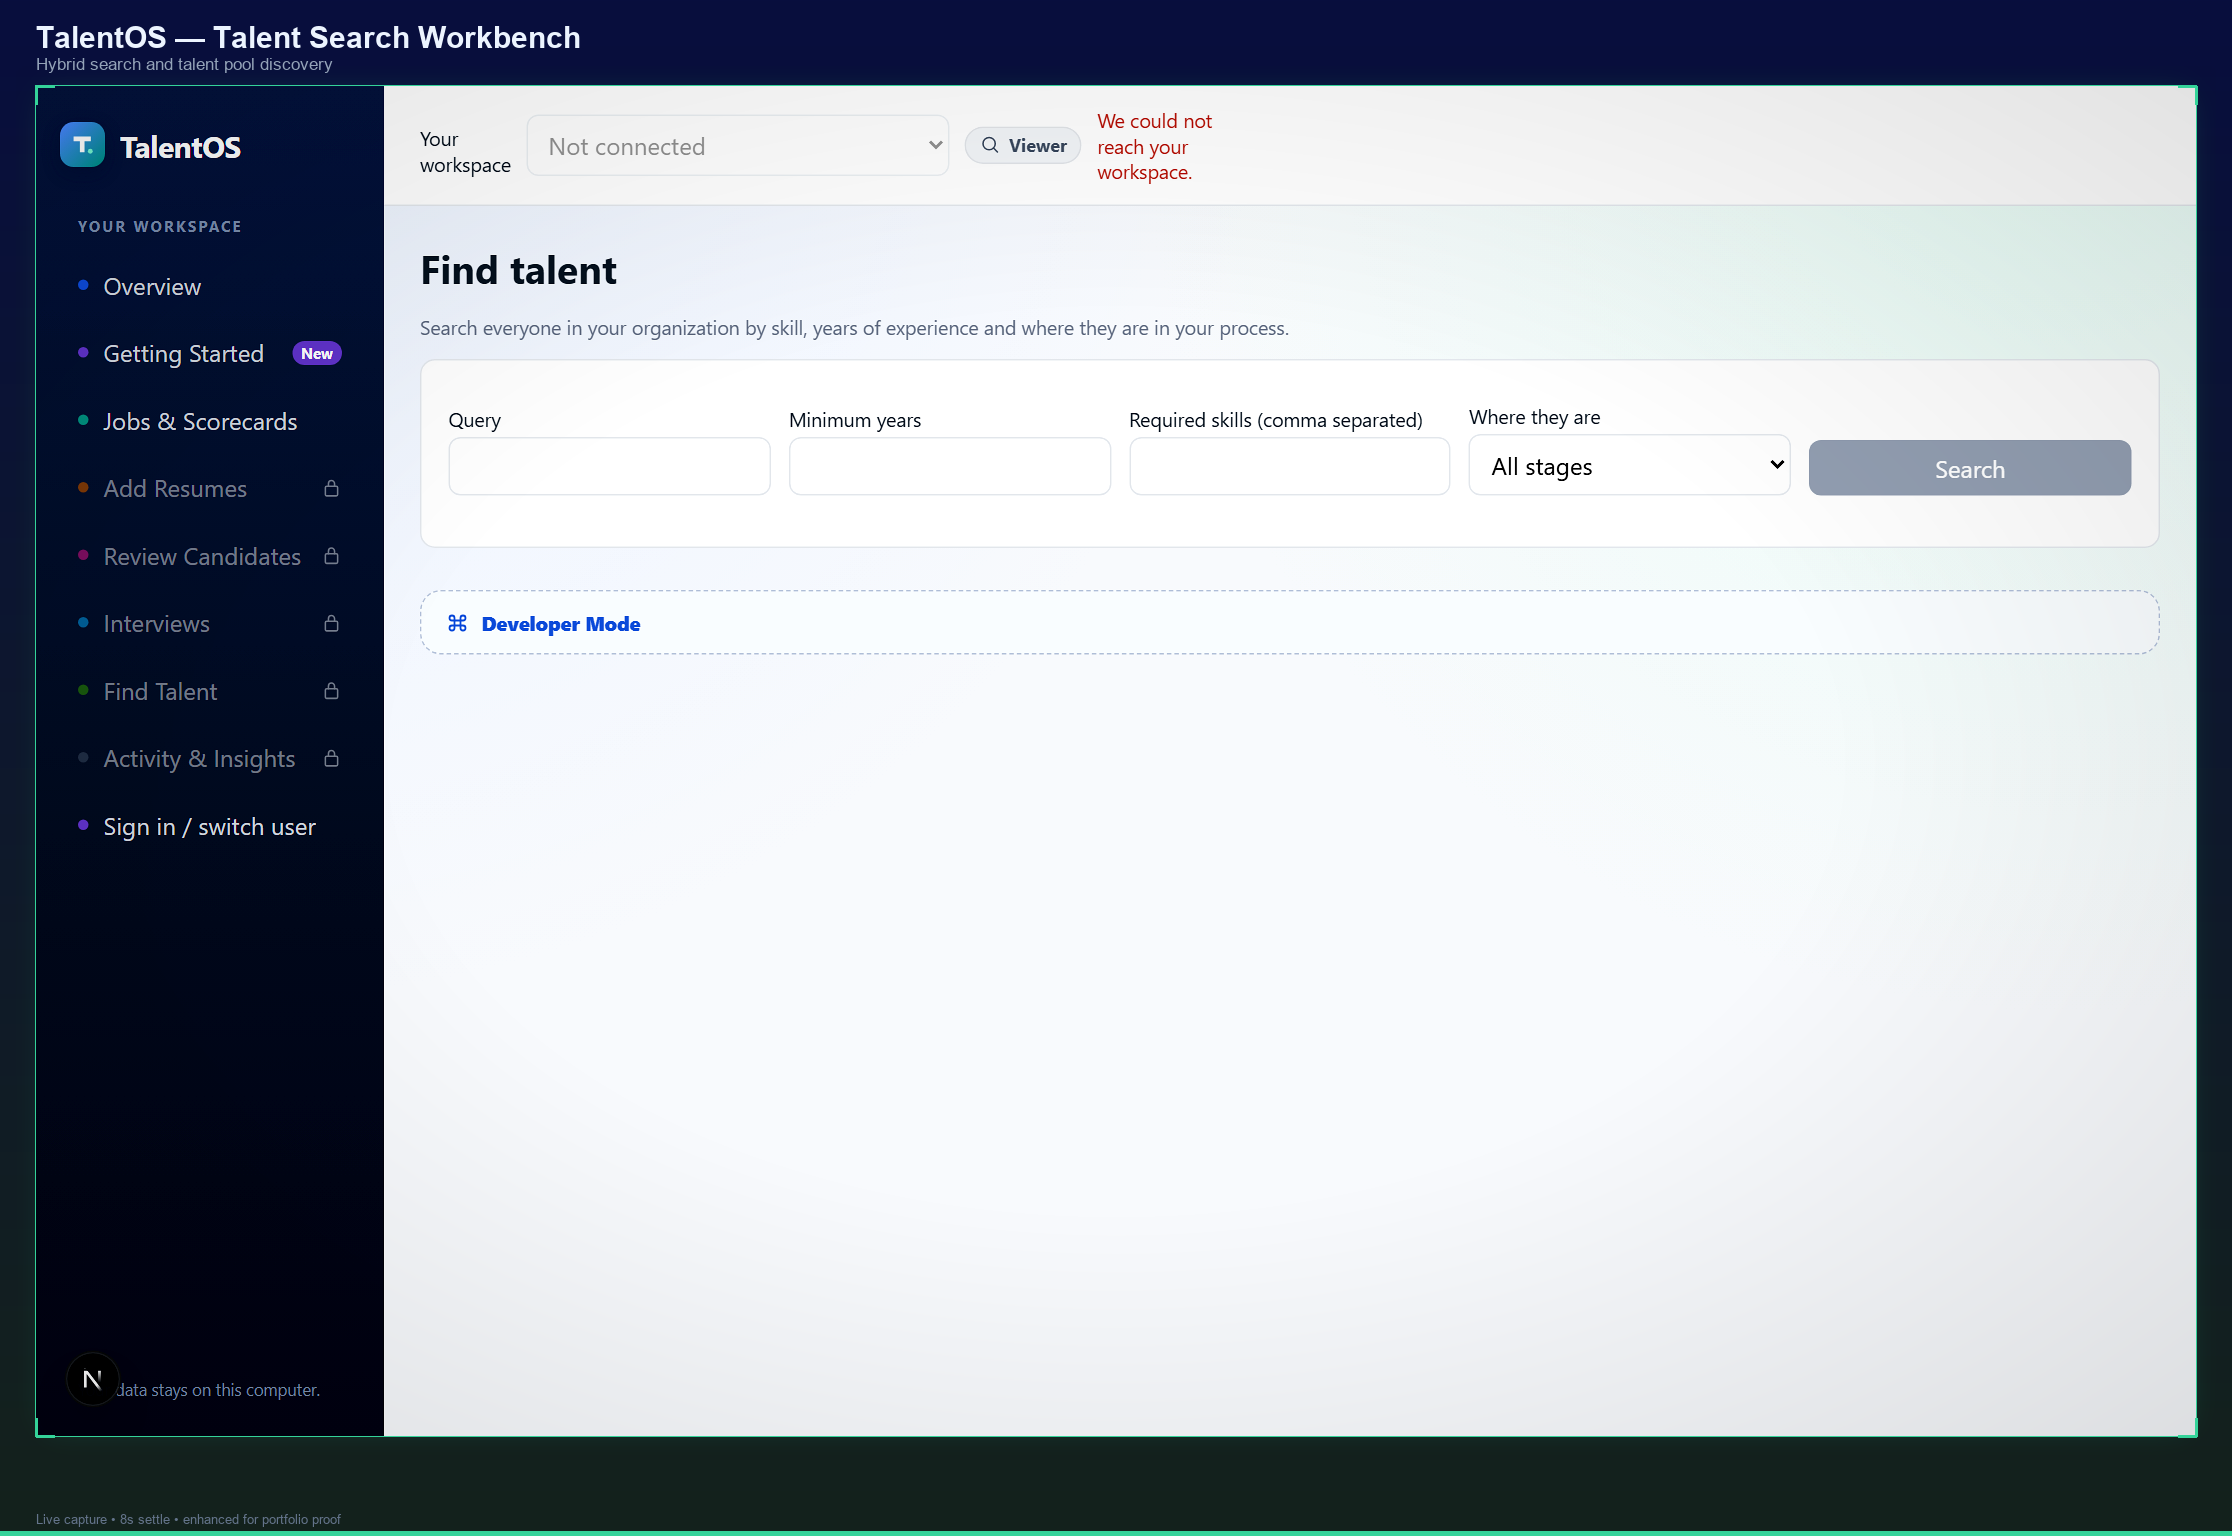 TalentOS — Talent Search Workbench
Hybrid search and talent pool discovery
T.
TalentOS
YOUR WORKSPACE
Overview
Getting Started
New
Jobs & Scorecards
Add Resumes
Review Candidates
Interviews
Find Talent
Activity & Insights
Sign in / switch user
N
data stays on this computer.
Your
workspace
Not connected
Viewer
We could not
reach your
workspace.
Find talent
Search everyone in your organization by skill, years of experience and where they are in your process.
Query
Minimum years
Required skills (comma separated)
Where they are
All stages
Search
Developer Mode
Live capture • 8s settle • enhanced for portfolio proof